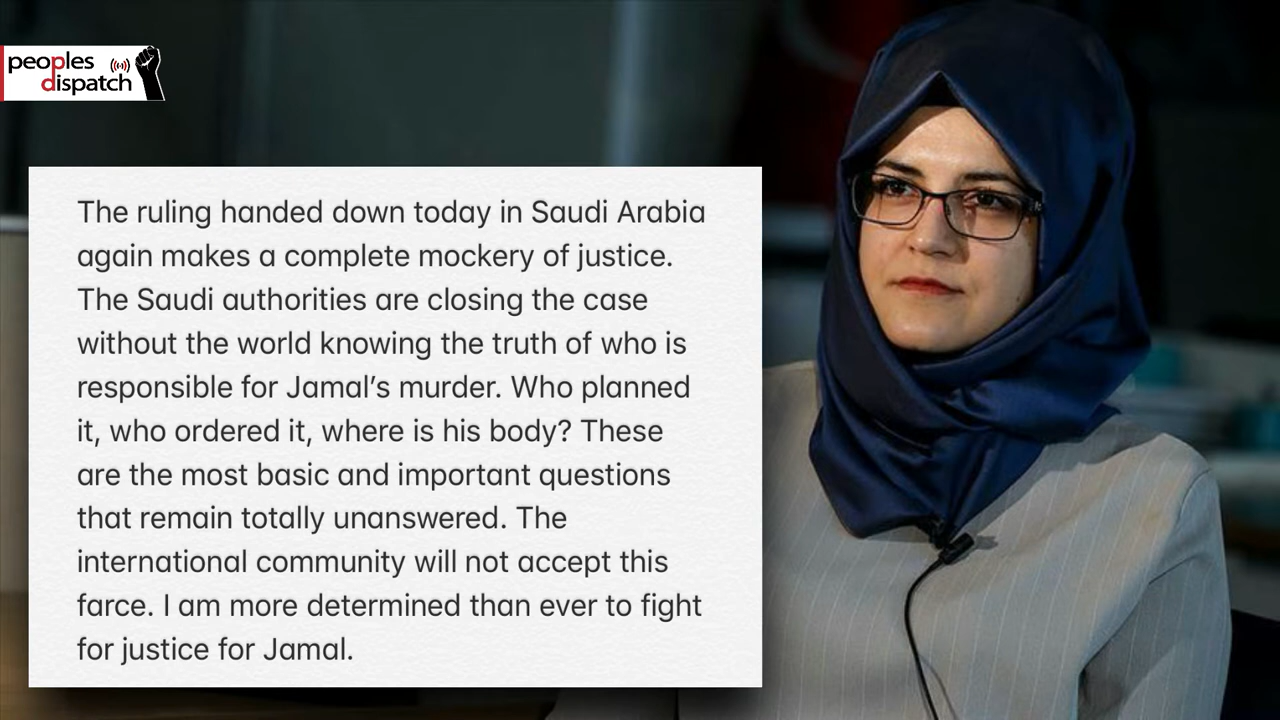 peoples
dispatch
The ruling handed down today in Saudi Arabia
again makes a complete mockery of justice.
The Saudi authorities are closing the case
without the world knowing the truth of who is
responsible for Jamal’s murder. Who planned
it, who ordered it, where is his body? These
are the most basic and important questions
that remain totally unanswered. The
international community will not accept this
farce. I am more determined than ever to fight
for justice for Jamal.